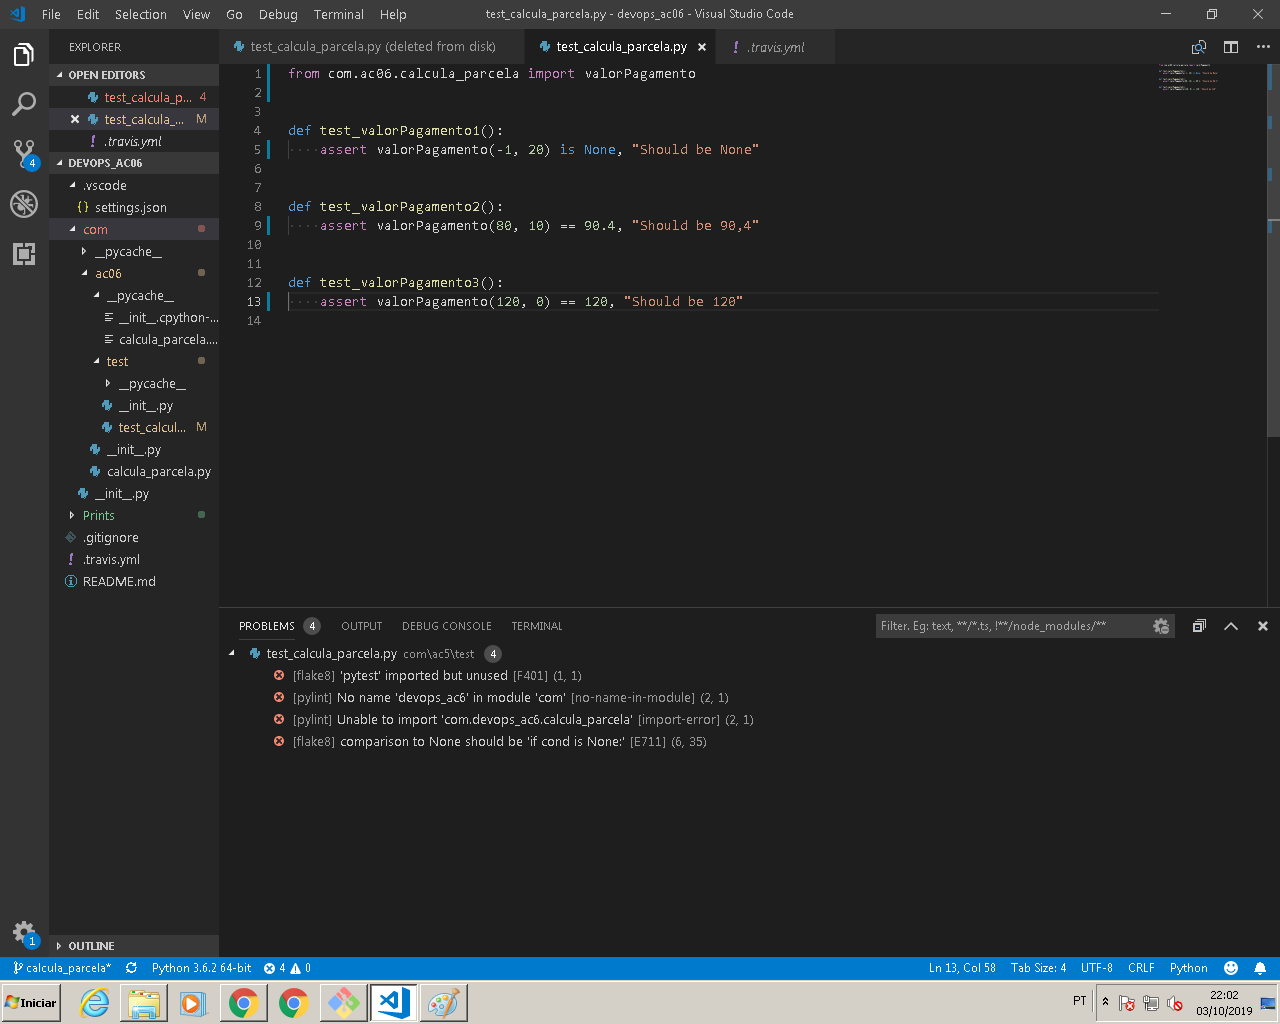 File Edit Selection View Go Debug Terminal Help test_calcula_parcela.py - devops_ac06 - Visual Studio Code
EXPLORER
OPEN EDITORS
test_calcula_p... 4
test_calcula_... M
.travis.yml
DEVOPS_AC06
.vscode
{} settings.json
com
__pycache__
ac06
__pycache__
__init__.cpython-...
calcula_parcela....
test
__pycache__
__init__.py
test_calcul... M
__init__.py
calcula_parcela.py
__init__.py
Prints
.gitignore
.travis.yml
README.md
OUTLINE
4
1
test_calcula_parcela.py (deleted from disk) test_calcula_parcela.py .travis.yml
1 from com.ac06.calcula_parcela import valorPagamento
2
3
4 def test_valorPagamento1():
5 assert valorPagamento(-1, 20) is None, "Should be None"
6
7
8 def test_valorPagamento2():
9 assert valorPagamento(80, 10) == 90.4, "Should be 90,4"
10
11
12 def test_valorPagamento3():
13 assert valorPagamento(120, 0) == 120, "Should be 120"
14
PROBLEMS 4 OUTPUT DEBUG CONSOLE TERMINAL Filter. Eg: text, **/*.ts, !**/node_modules/**
test_calcula_parcela.py com\ac5\test 4
[flake8] 'pytest' imported but unused [F401] (1, 1)
[pylint] No name 'devops_ac6' in module 'com' [no-name-in-module] (2, 1)
[pylint] Unable to import 'com.devops_ac6.calcula_parcela' [import-error] (2, 1)
[flake8] comparison to None should be 'if cond is None:' [E711] (6, 35)
calcula_parcela* Python 3.6.2 64-bit 4 0 Ln 13, Col 58 Tab Size: 4 UTF-8 CRLF Python
Iniciar PT 22:02
03/10/2019